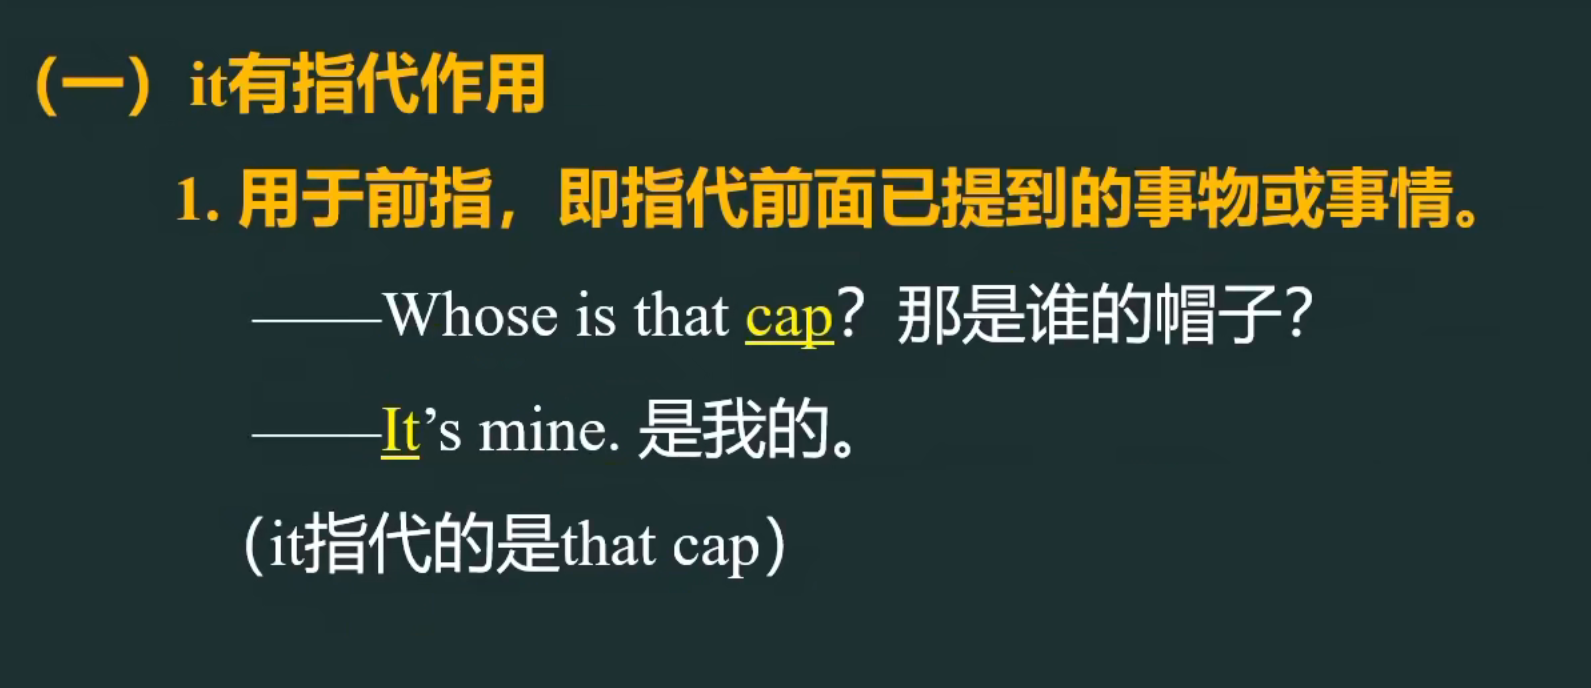 （一）it有指代作用
1. 用于前指，即指代前面已提到的事物或事情。
——Whose is that cap？那是谁的帽子？
——It’s mine. 是我的。
（it指代的是that cap）